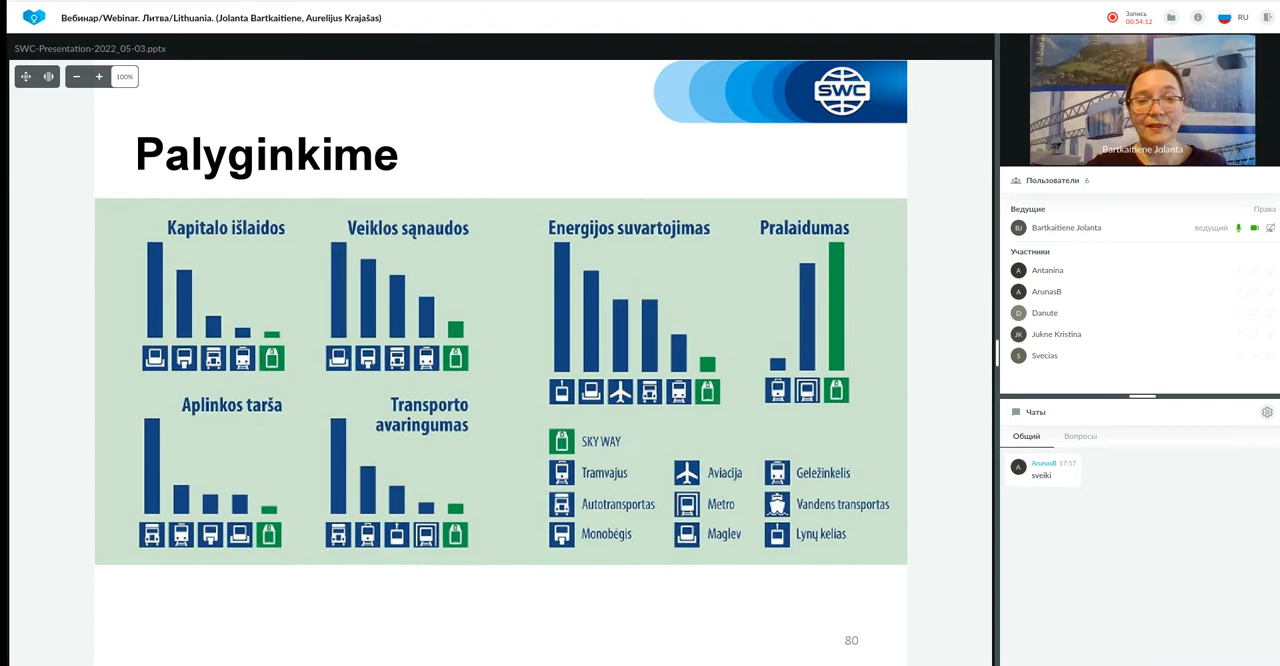 Вебинар/Webinar. Литва/Lithuania. (Jolanta Bartkaitiene, Aurelijus Krajašas)
Запись
00:54:12
RU
SWC-Presentation-2022_05-03.pptx
100%
SWC
Palyginkime
Kapitalo išlaidos
Veiklos sąnaudos
Energijos suvartojimas
Pralaidumas
Aplinkos tarša
Transporto
avaringumas
SKY WAY
Tramvajus
Aviacija
Geležinkelis
Autotransportas
Metro
Vandens transportas
Monobėgis
Maglev
Lynų kelias
80
Bartkaitiene Jolanta
Пользователи 6
Ведущие
Права
BJ
Bartkaitiene Jolanta
ведущий
Участники
A
Antanina
A
ArunasB
D
Danute
JK
Jukne Kristina
S
Svecias
Чаты
Общий
Вопросы
A
ArunasB 17:57
sveiki